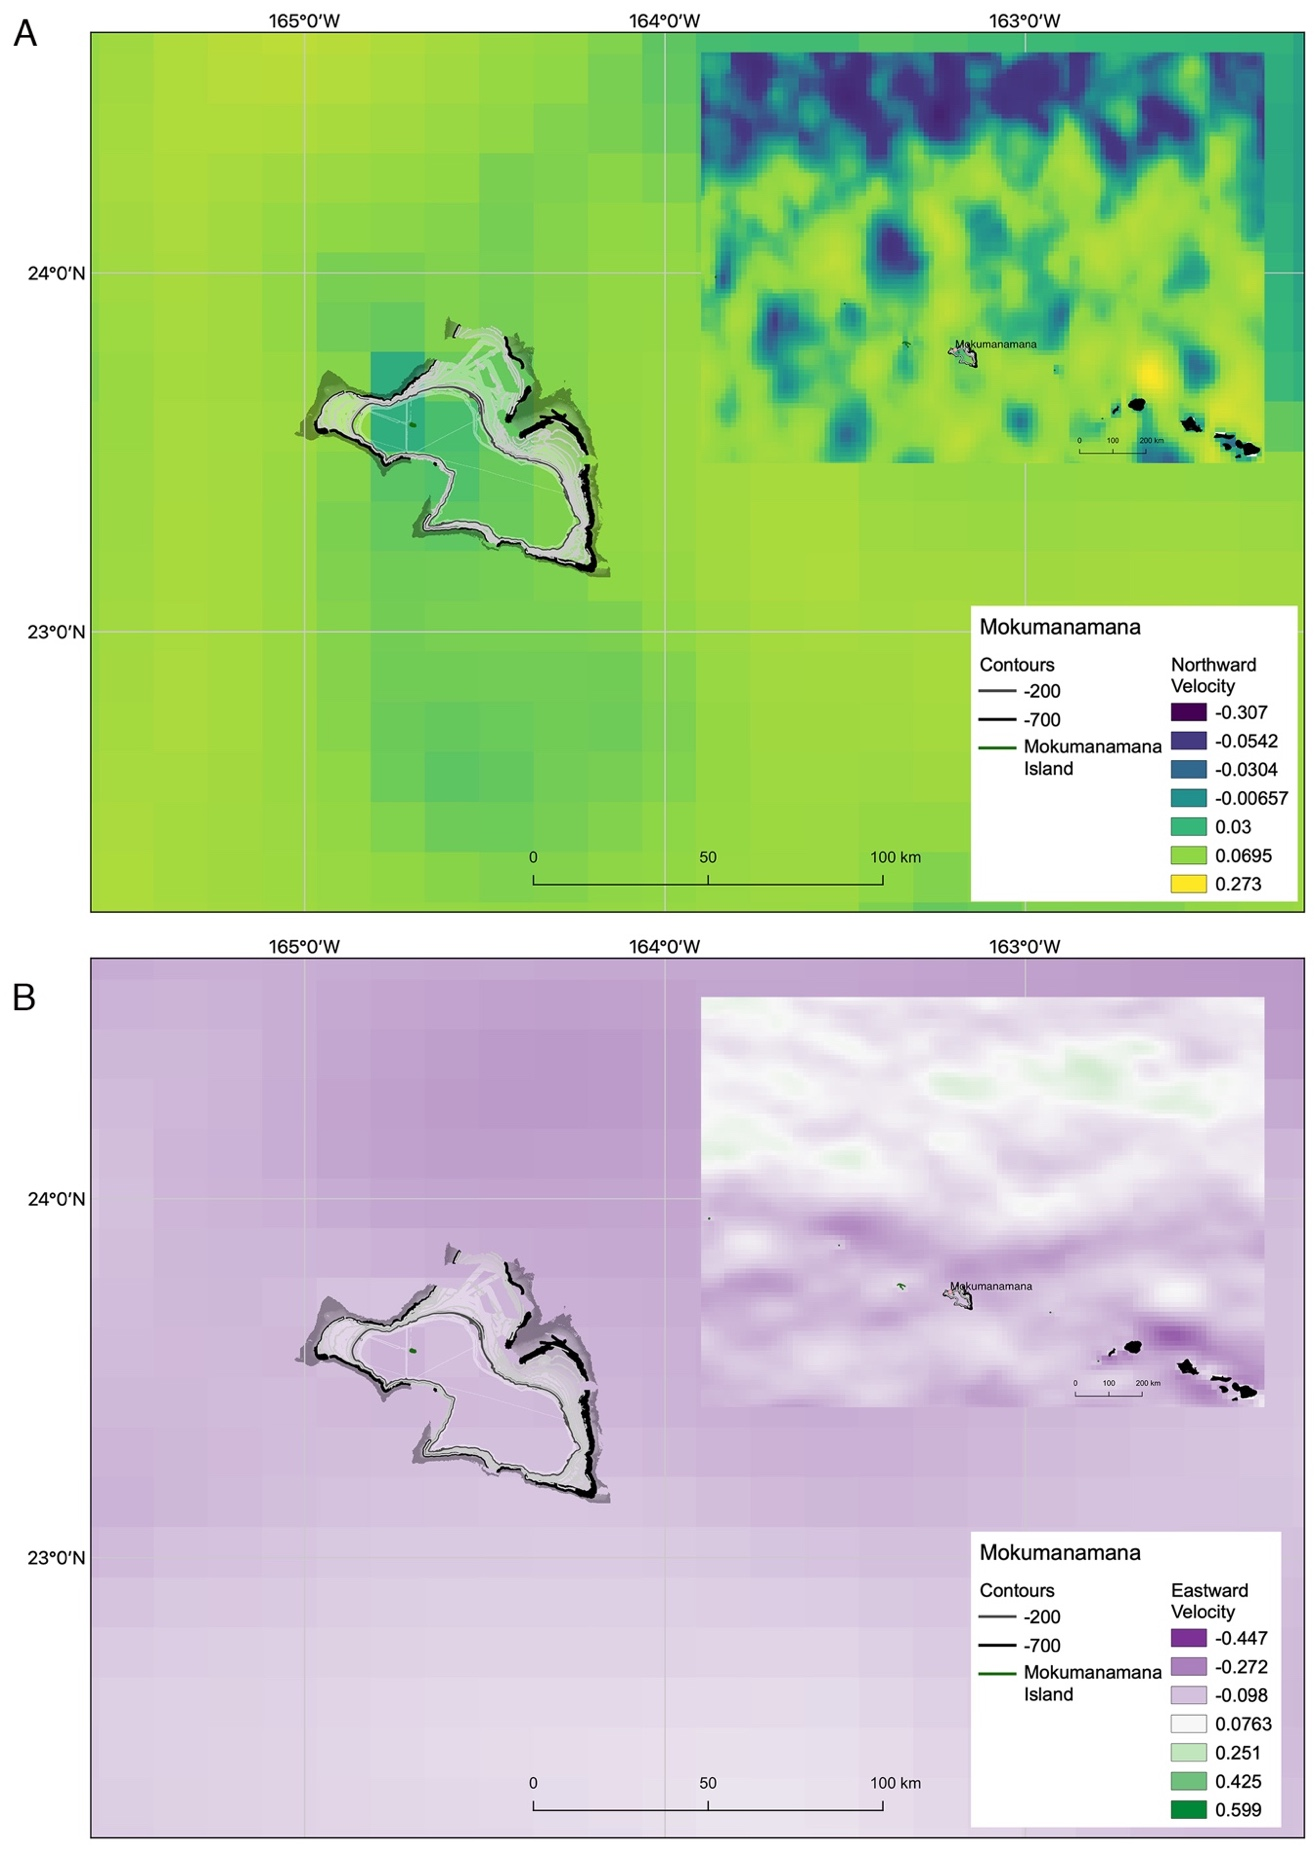 A
165°0′W 164°0′W 163°0′W
24°0′N
Mokumanamana
0 100 200 km
23°0′N
Mokumanamana
Contours
-200
-700
Mokumanamana
Island
Northward
Velocity
-0.307
-0.0542
-0.0304
-0.00657
0.03
0.0695
0.273
0 50 100 km
B
165°0′W 164°0′W 163°0′W
24°0′N
Mokumanamana
0 100 200 km
23°0′N
Mokumanamana
Contours
-200
-700
Mokumanamana
Island
Eastward
Velocity
-0.447
-0.272
-0.098
0.0763
0.251
0.425
0.599
0 50 100 km